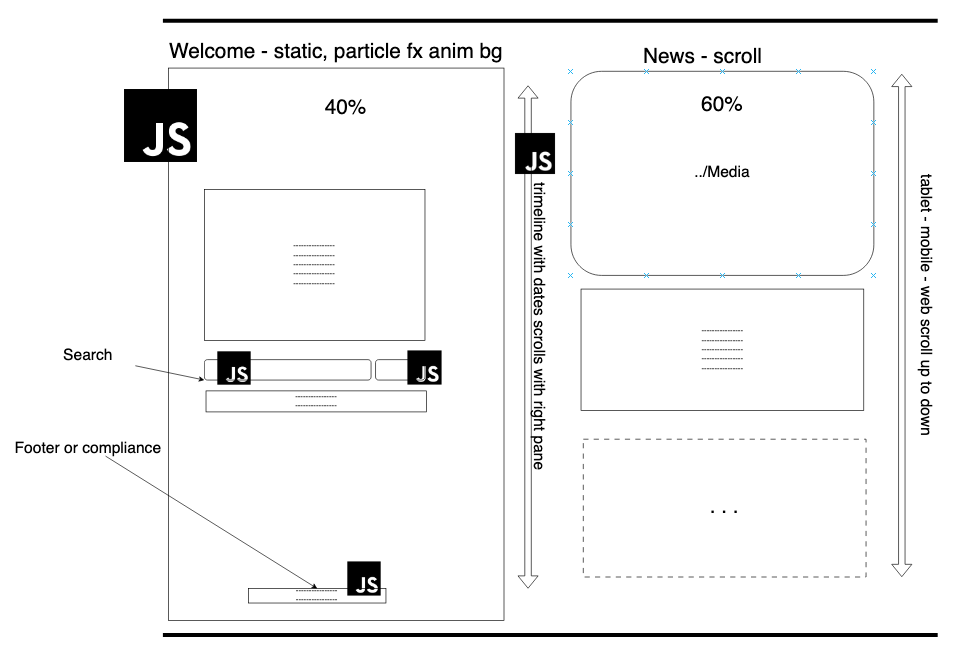 Welcome - static, particle fx anim bg
40%
JS
JS
JS
Search
Footer or compliance
JS
JS
trimeline with dates scrolls with right pane
News - scroll
60%
../Media
. . .
tablet - mobile - web scroll up to down